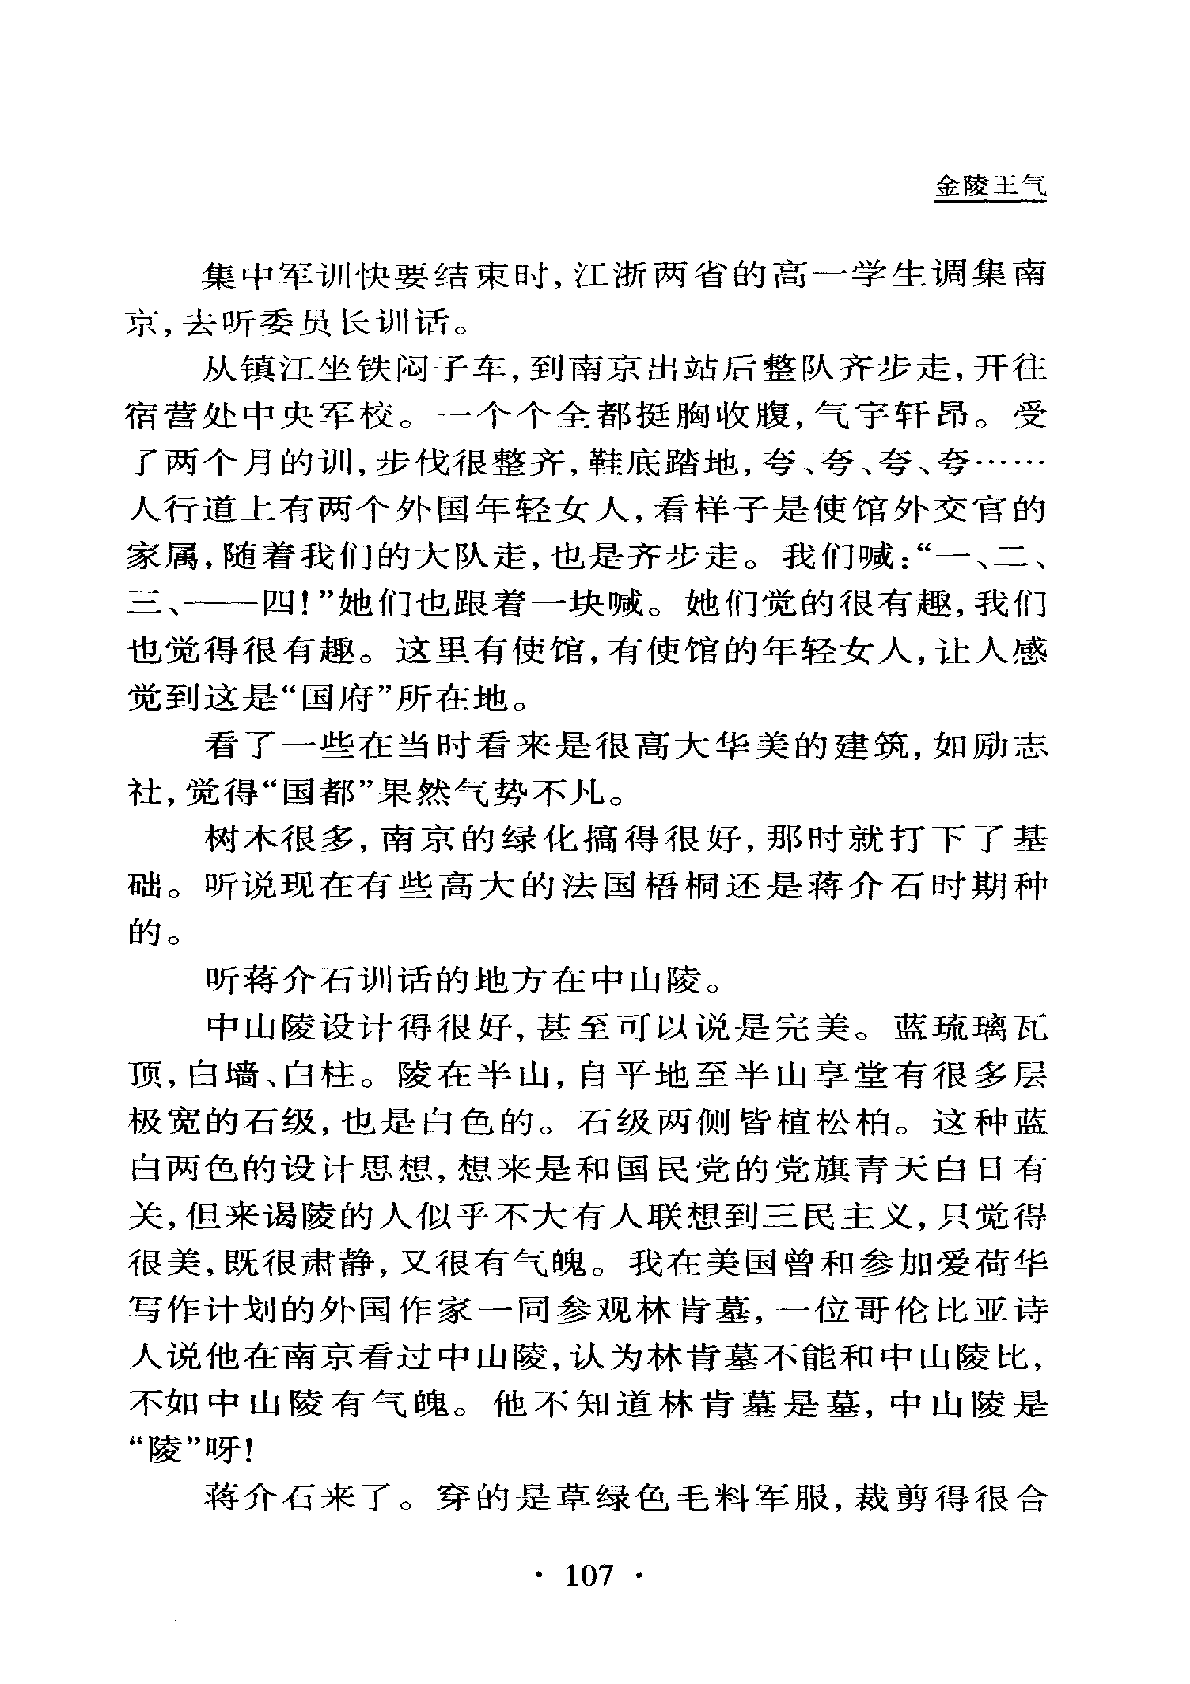 金陵王气
集中军训快要结束时,江浙两省的高一学生调集南
京,去听委员长训话。
从镇江坐铁闷子车,到南京出站后整队齐步走,开往
宿营处中央军校。一个个全都挺胸收腹,气宇轩昂。受
了两个月的训,步伐很整齐,鞋底踏地,夸、夸、夸、夸……
人行道上有两个外国年轻女人,看样子是使馆外交官的
家属,随着我们的大队走,也是齐步走。我们喊:“一、二、
三、——四!”她们也跟着一块喊。她们觉的很有趣,我们
也觉得很有趣。这里有使馆,有使馆的年轻女人,让人感
觉到这是“国府”所在地。
看了一些在当时看来是很高大华美的建筑,如励志
社,觉得“国都”果然气势不凡。
树木很多,南京的绿化搞得很好,那时就打下了基
础。听说现在有些高大的法国梧桐还是蒋介石时期种
的。
听蒋介石训话的地方在中山陵。
中山陵设计得很好,甚至可以说是完美。蓝琉璃瓦
顶,白墙、白柱。陵在半山,自平地至半山享堂有很多层
极宽的石级,也是白色的。石级两侧皆植松柏。这种蓝
白两色的设计思想,想来是和国民党的党旗青天白日有
关,但来谒陵的人似乎不大有人联想到三民主义,只觉得
很美,既很肃静,又很有气魄。我在美国曾和参加爱荷华
写作计划的外国作家一同参观林肯墓,一位哥伦比亚诗
人说他在南京看过中山陵,认为林肯墓不能和中山陵比,
不如中山陵有气魄。他不知道林肯墓是墓,中山陵是
“陵”呀!
蒋介石来了。穿的是草绿色毛料军服,裁剪得很合
· 107 ·